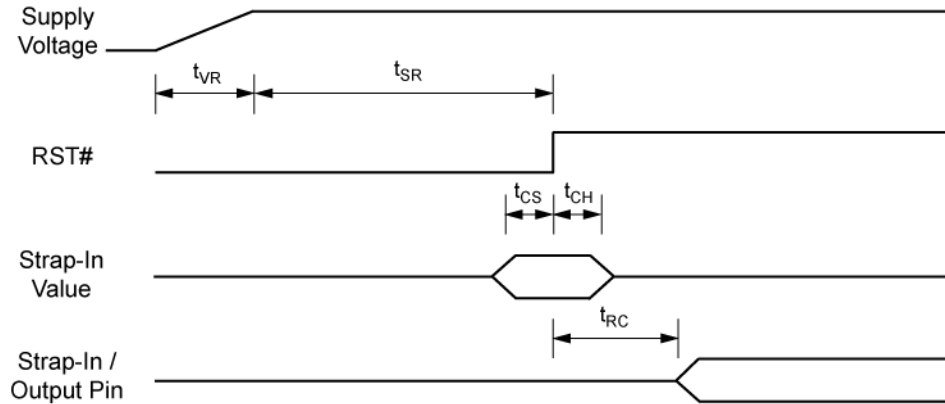 Supply
Voltage
tVR
tSR
RST#
tCS
tCH
Strap-In
Value
tRC
Strap-In /
Output Pin